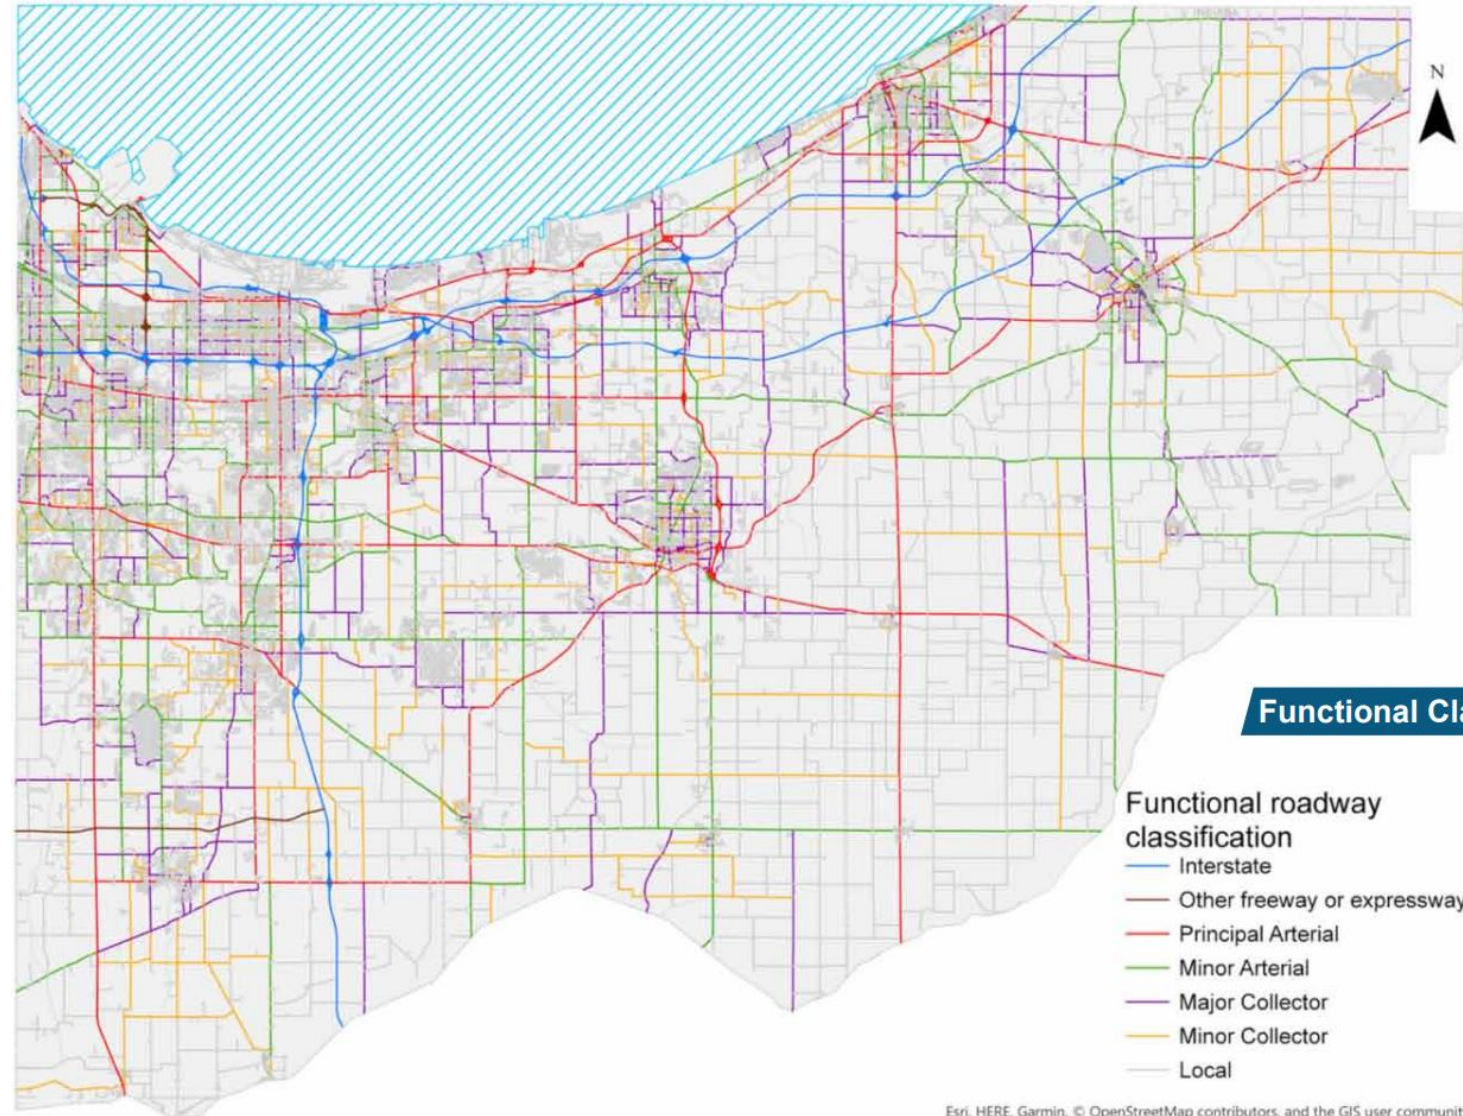 N
Functional Cla
Functional roadway
classification
Interstate
Other freeway or expressway
Principal Arterial
Minor Arterial
Major Collector
Minor Collector
Local
Esri, HERE, Garmin, © OpenStreetMap contributors, and the GIS user communit